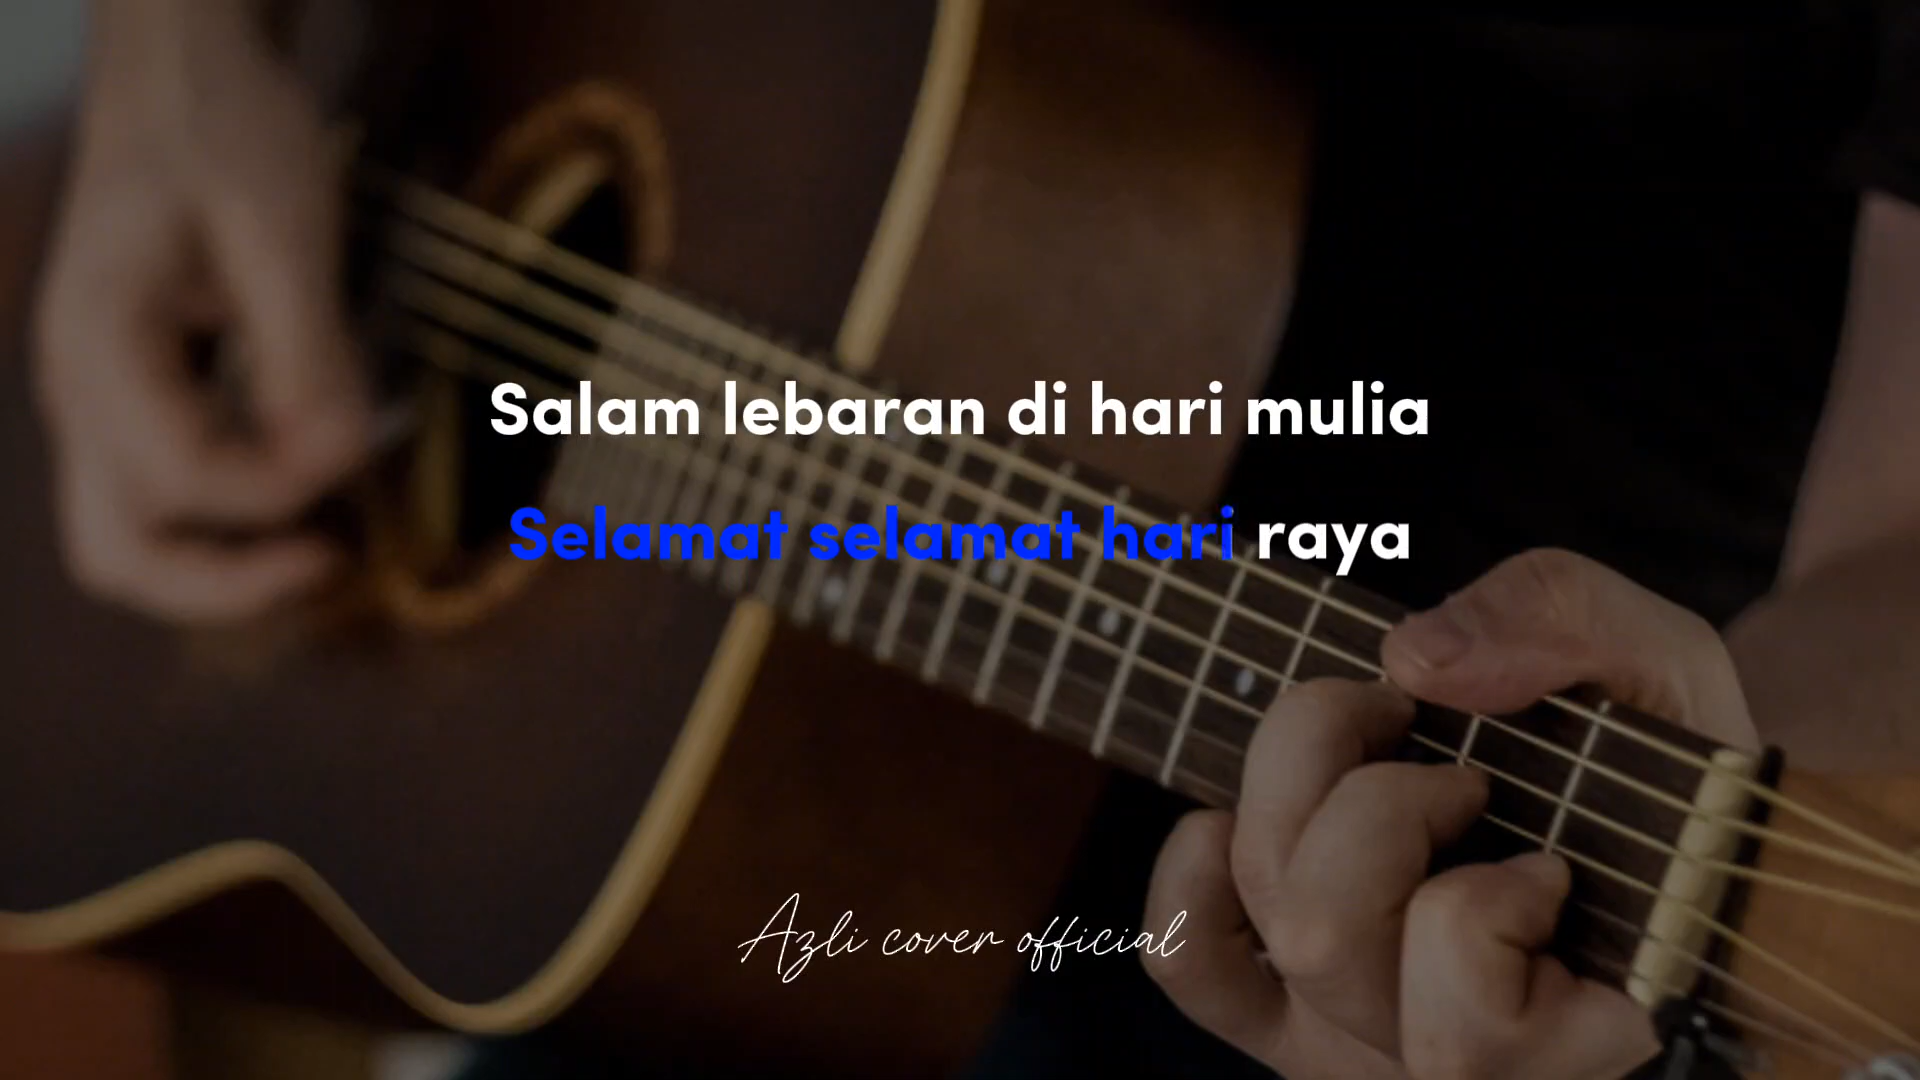 Salam lebaran di hari mulia
Selamat selamat hari raya
Azli cover official